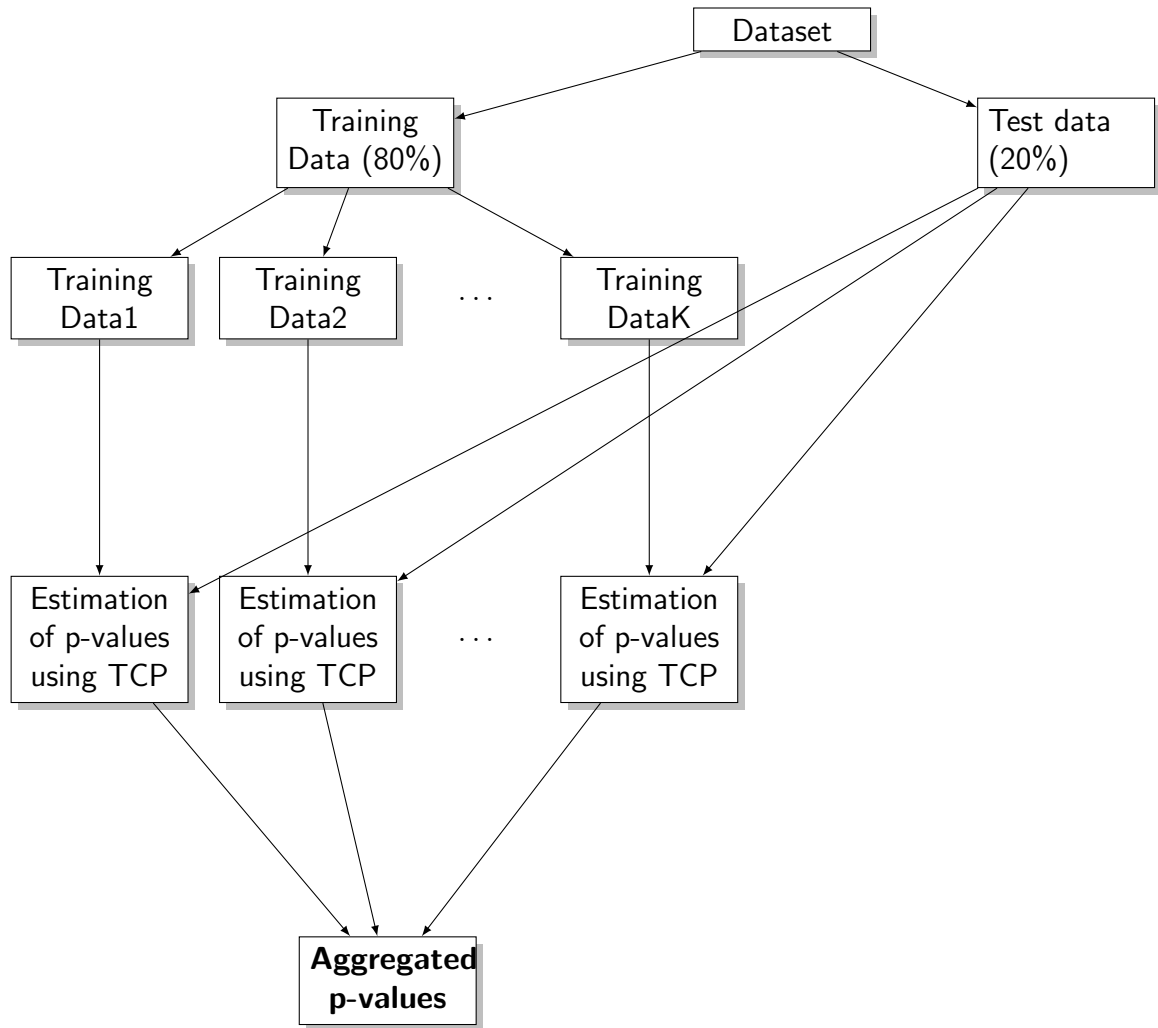 Dataset
Training
Data (80%)
Test data
(20%)
Training
Data1
Training
Data2
. . .
Training
DataK
Estimation
of p-values
using TCP
Estimation
of p-values
using TCP
. . .
Estimation
of p-values
using TCP
Aggregated
p-values